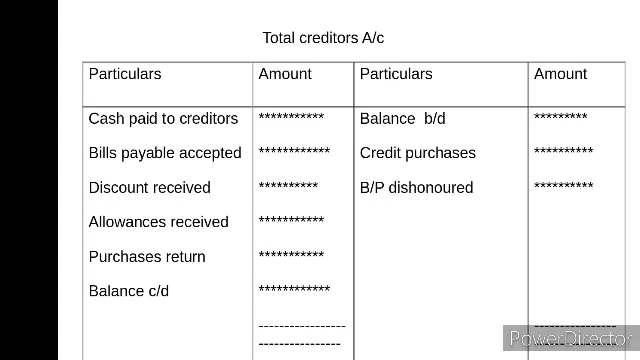 Total creditors A/c
Particulars Amount Particulars Amount
Cash paid to creditors *********** Balance b/d *********
Bills payable accepted ************ Credit purchases **********
Discount received ********** B/P dishonoured **********
Allowances received ***********
Purchases return ***********
Balance c/d ************
----------------- ----------------
----------------
PowerDirector